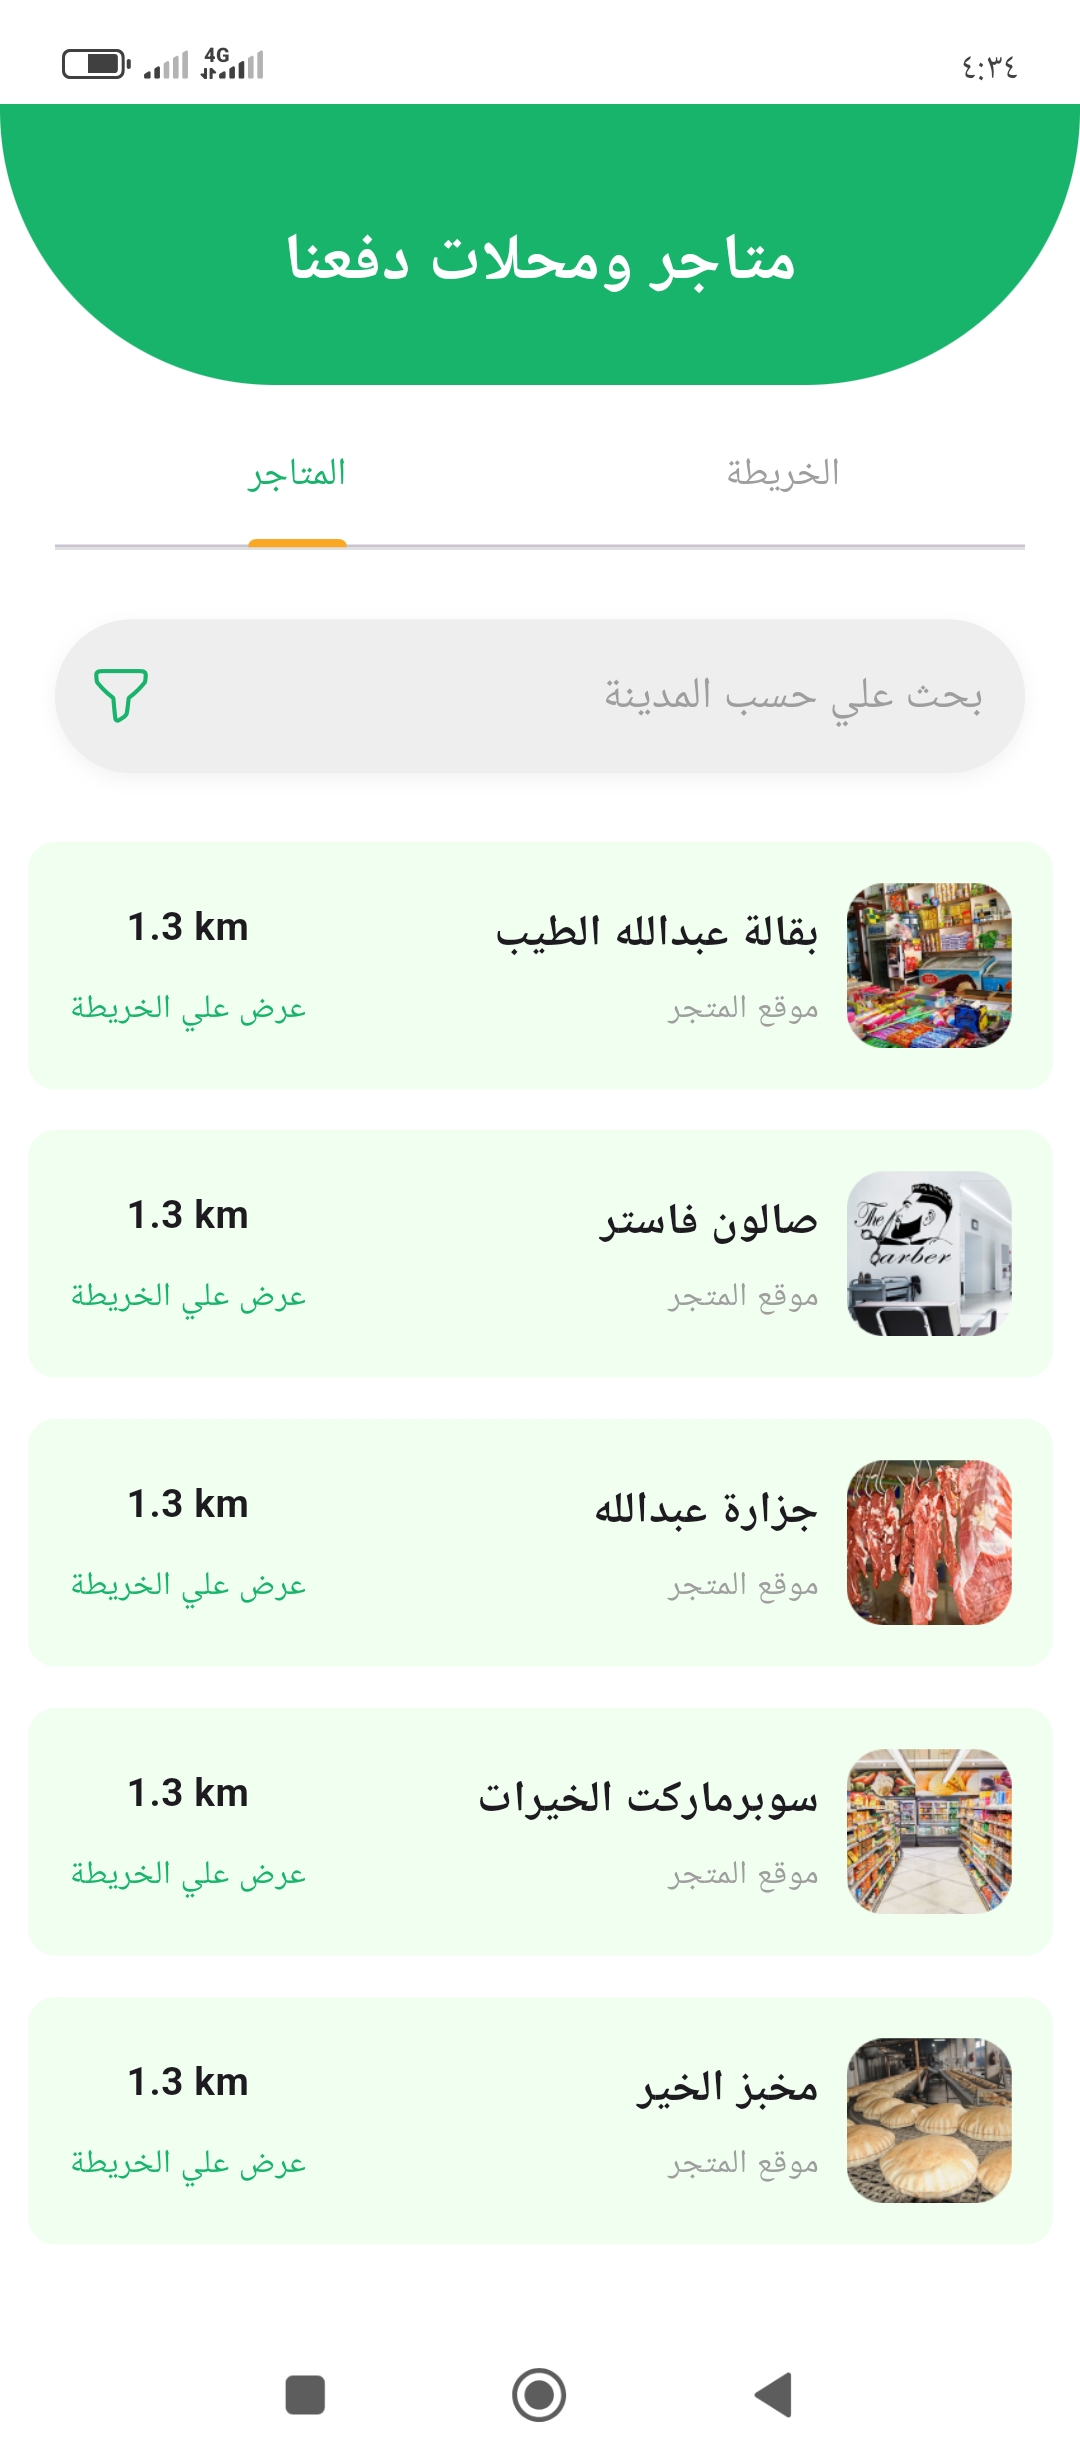 ٤:٣٤
4G
متاجر ومحلات دفعنا
الخريطة
المتاجر
بحث علي حسب المدينة
بقالة عبدالله الطيب
1.3 km
موقع المتجر
عرض علي الخريطة
The
Barber
صالون فاستر
1.3 km
موقع المتجر
عرض علي الخريطة
جزارة عبدالله
1.3 km
موقع المتجر
عرض علي الخريطة
سوبرماركت الخيرات
1.3 km
موقع المتجر
عرض علي الخريطة
مخبز الخير
1.3 km
موقع المتجر
عرض علي الخريطة